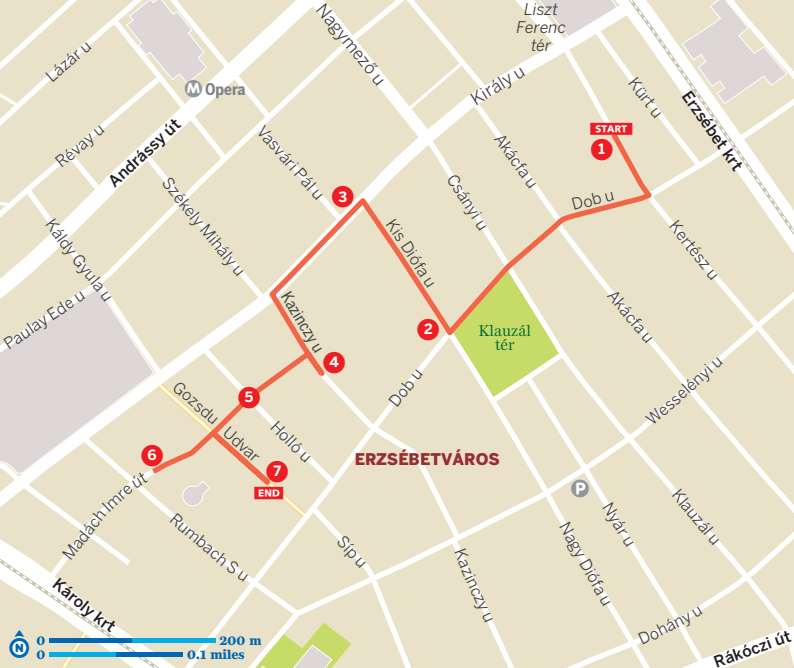 Liszt
Ferenc
tér
Nagymező u
Lázár u
Király u
Kürt u
Erzsébet krt
M Opera
START
1
Révay u
Andrássy út
Vasvári Pál u
Akácfa u
Székely Mihály u
Csányi u
Dob u
3
Kis Diófa u
Kertész u
Káldy Gyula u
Paulay Ede u
Kazinczy u
Akácfa u
2
Klauzál
tér
4
Dob u
Wesselényi u
5
Gozsdu
Udvar
Holló u
6
7
END
ERZSÉBETVÁROS
P
Madách Imre út
Rumbach S u
Síp u
Kazinczy u
Nagy Diófa u
Nyár u
Klauzál u
Károly krt
Dohány u
Rákóczi út
N
0 200 m
0 0.1 miles